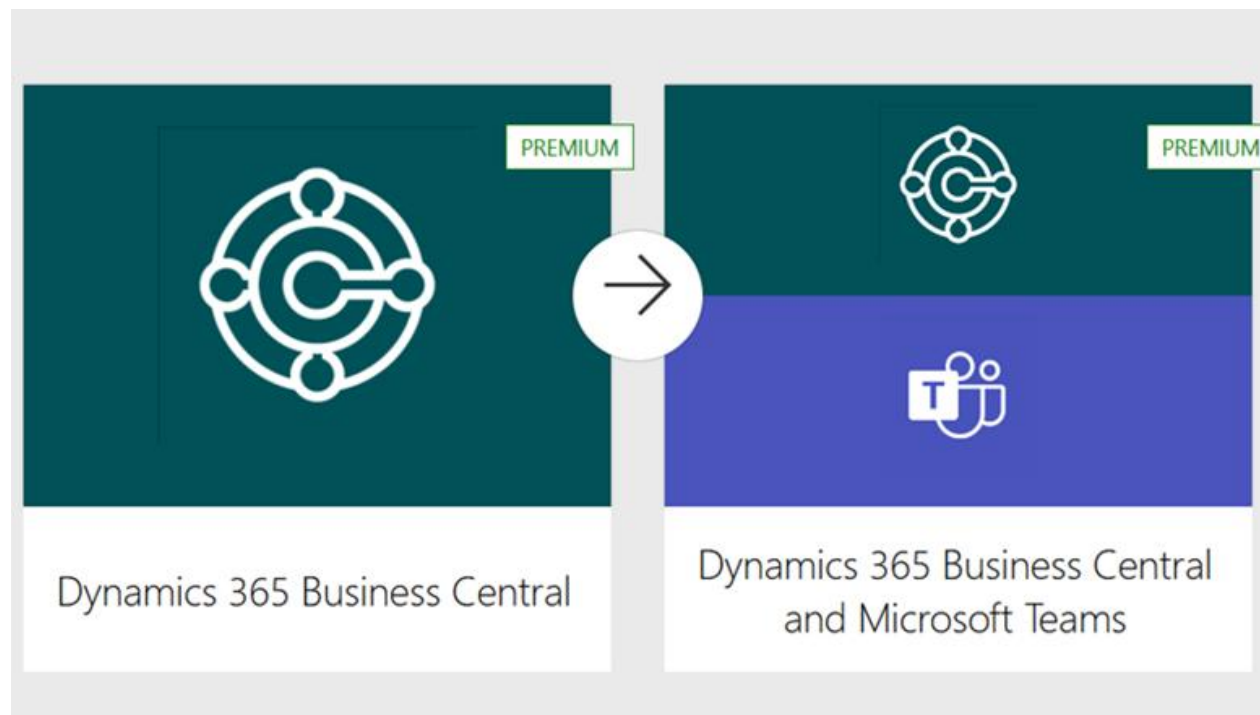 PREMIUM
PREMIUM
T
Dynamics 365 Business Central
Dynamics 365 Business Central
and Microsoft Teams